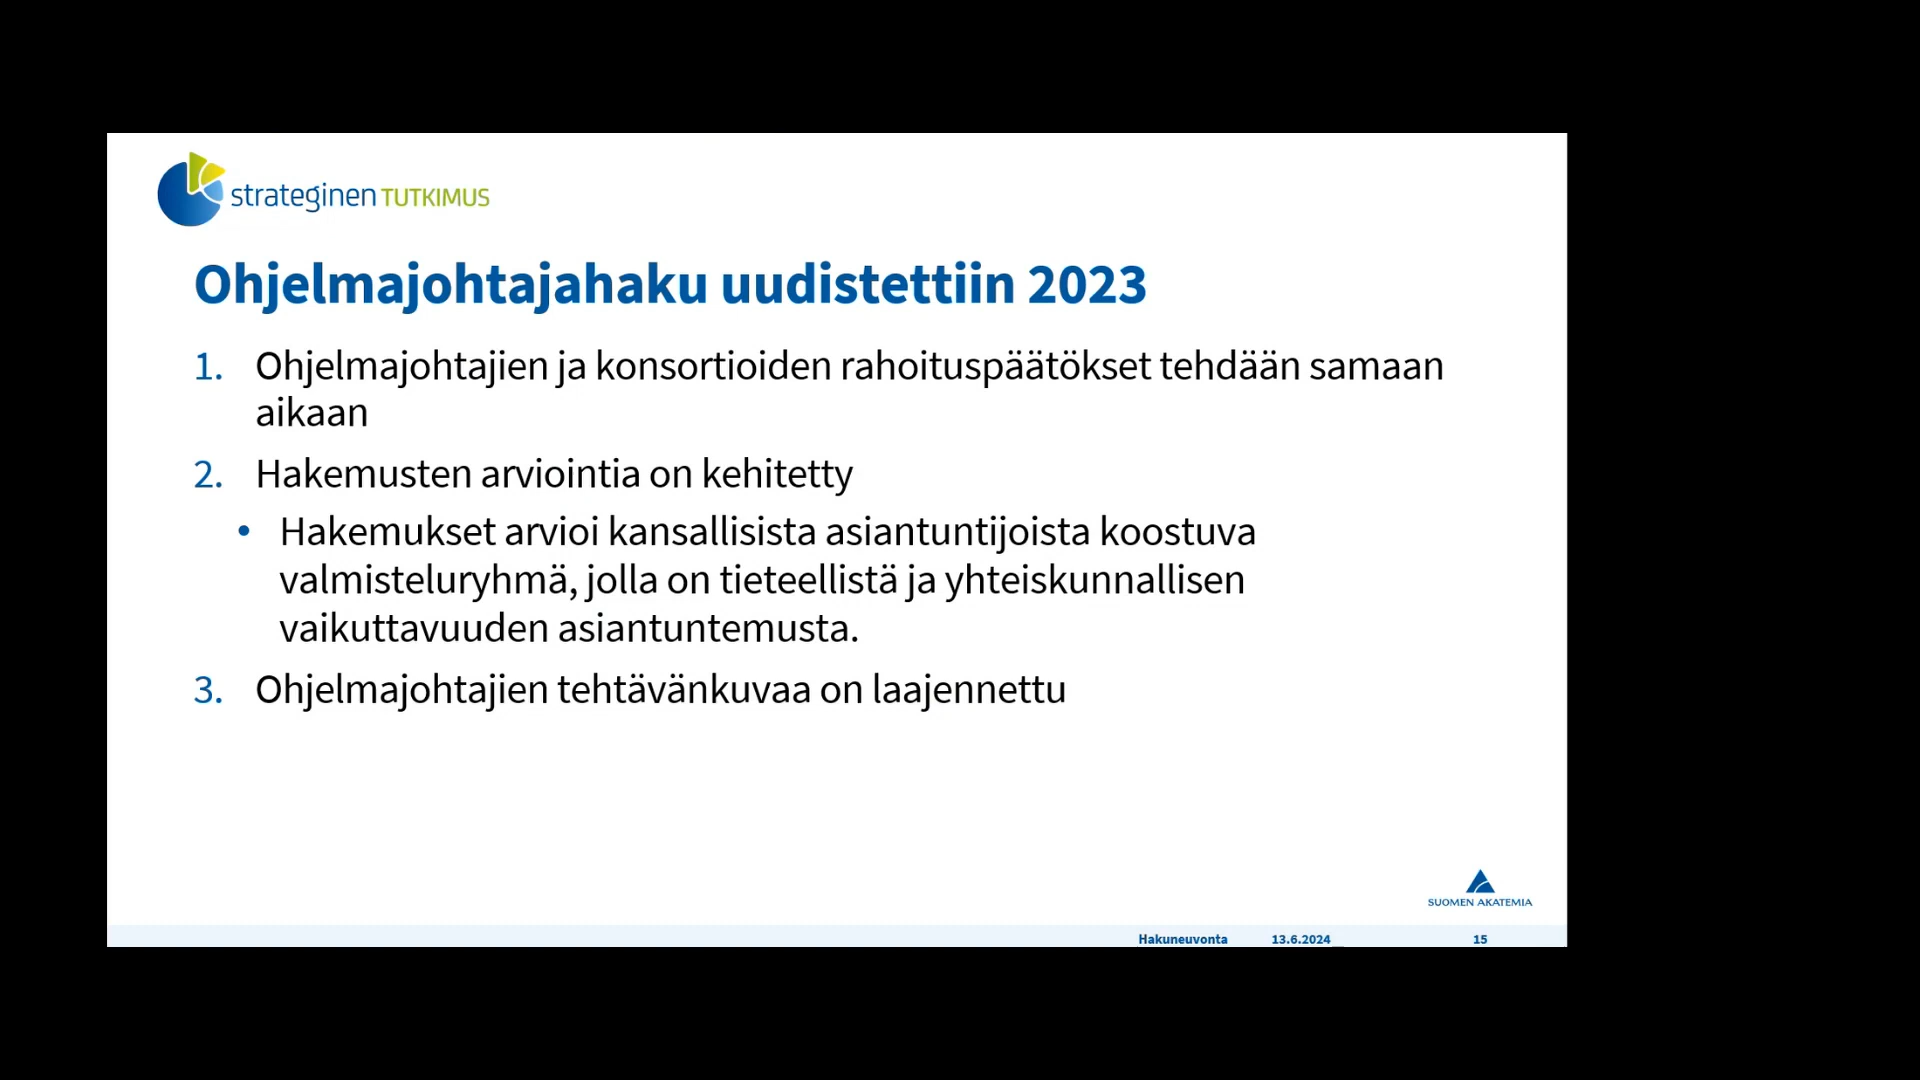 strateginen TUTKIMUS
Ohjelmajohtajahaku uudistettiin 2023
1. Ohjelmajohtajien ja konsortioiden rahoituspäätökset tehdään samaan
aikaan
2. Hakemusten arviointia on kehitetty
• Hakemukset arvioi kansallisista asiantuntijoista koostuva
valmisteluryhmä, jolla on tieteellistä ja yhteiskunnallisen
vaikuttavuuden asiantuntemusta.
3. Ohjelmajohtajien tehtävänkuvaa on laajennettu
SUOMEN AKATEMIA
Hakuneuvonta 13.6.2024 15